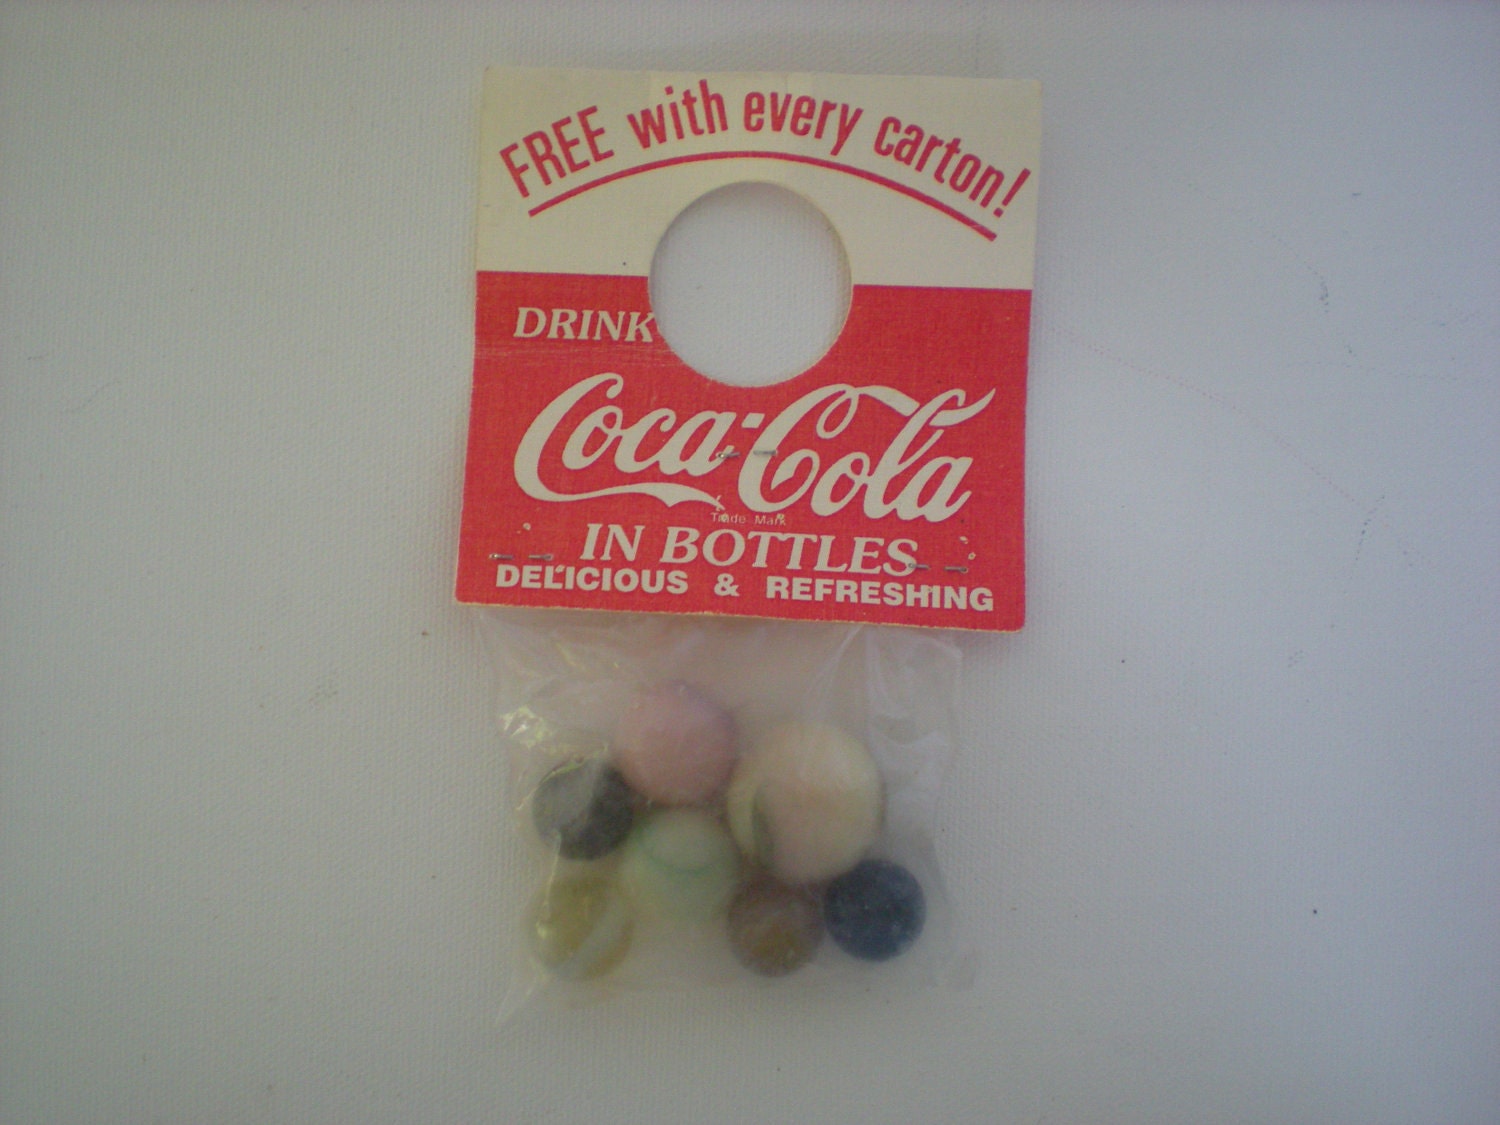 FREE with every carton!
DRINK
Coca-Cola
Trade Mark
IN BOTTLES
DELICIOUS & REFRESHING